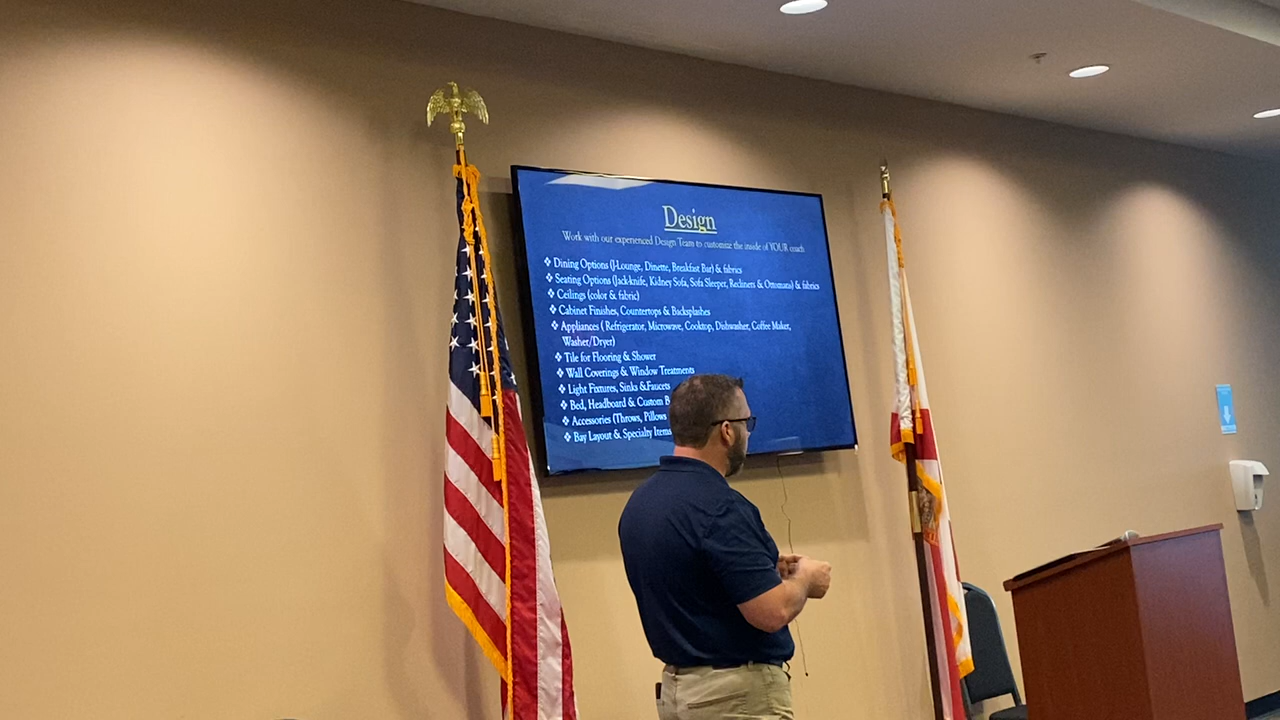 Design
Work with our experienced Design Team to customize the inside of YOUR coach
❖ Dining Options (J-Lounge, Dinette, Breakfast Bar) & fabrics
❖ Seating Options (Jack-knife, Kidney Sofa, Sofa Sleeper, Recliners & Ottomans) & fabrics
❖ Ceilings (color & fabric)
❖ Cabinet Finishes, Countertops & Backsplashes
❖ Appliances ( Refrigerator, Microwave, Cooktop, Dishwasher, Coffee Maker,
Washer/Dryer)
❖ Tile for Flooring & Shower
❖ Wall Coverings & Window Treatments
❖ Light Fixtures, Sinks &Faucets
❖ Bed, Headboard & Custom
❖ Accessories (Throws, Pillows
❖ Bay Layout & Specialty Items